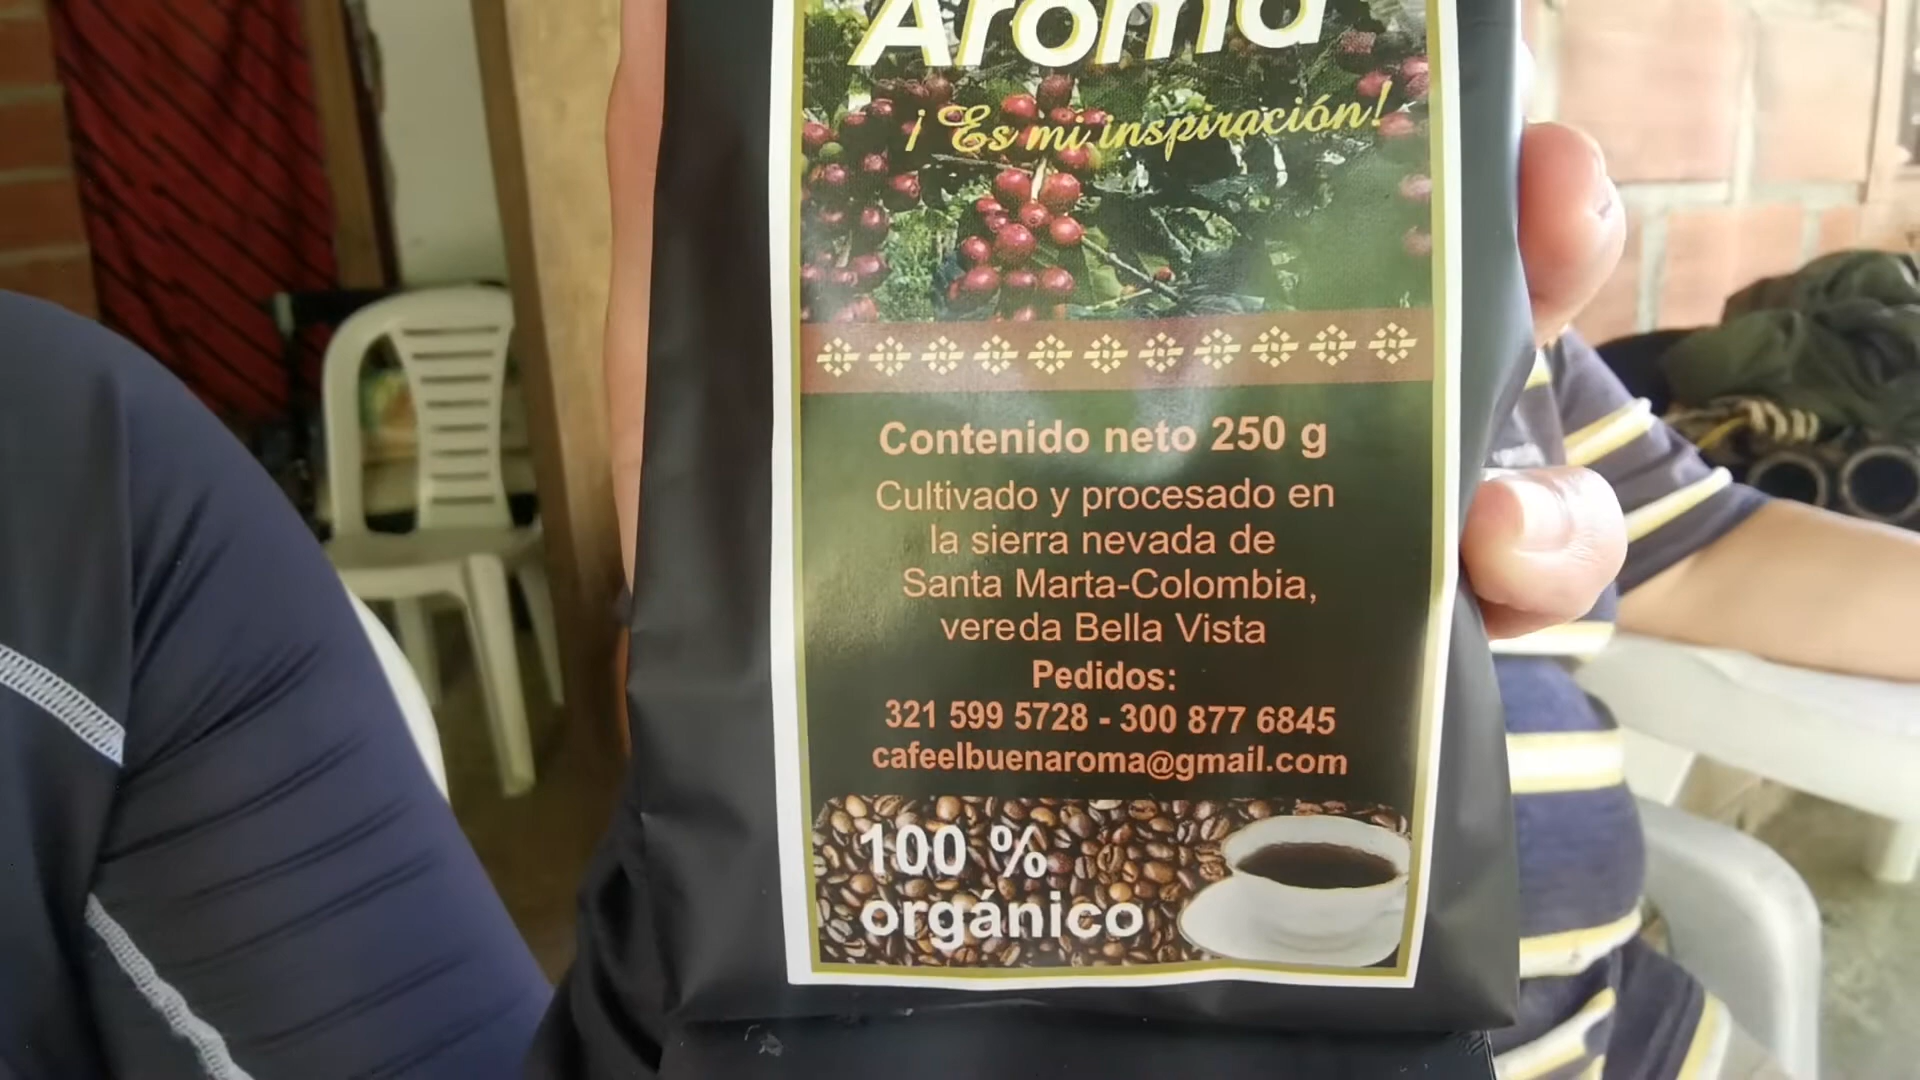 Aroma
¡Es mi inspiración!
Contenido neto 250 g
Cultivado y procesado en
la sierra nevada de
Santa Marta-Colombia,
vereda Bella Vista
Pedidos:
321 599 5728 - 300 877 6845
cafeelbuenaroma@gmail.com
100 %
orgánico